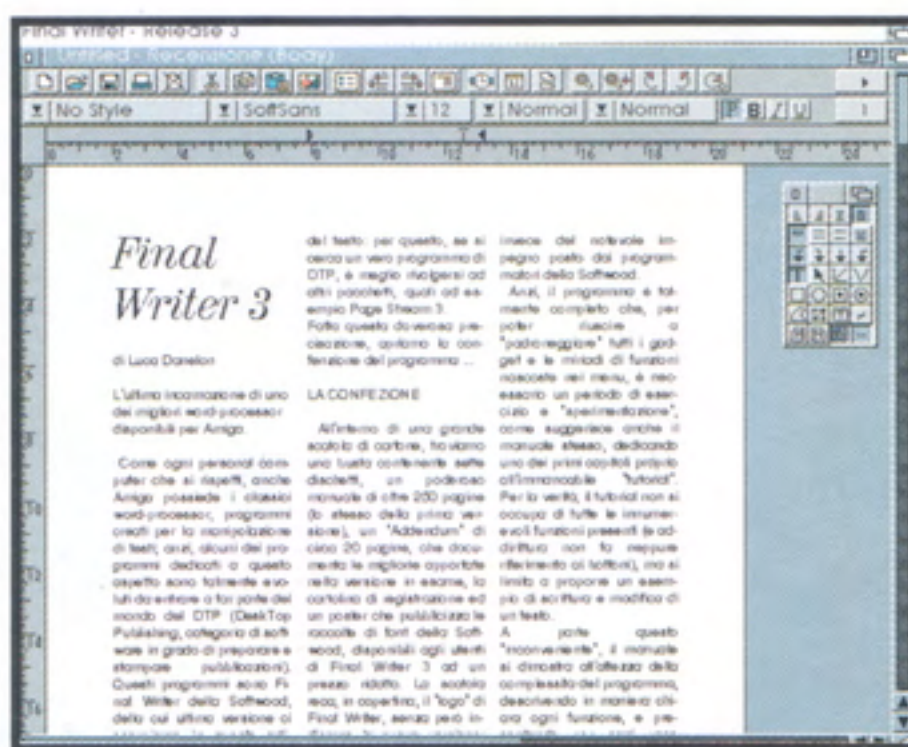 Final Writer - Release 3
Untitled - Recensione (Body)
No Style
SoftSans
12
Normal
Normal
P B I U
Final
Writer 3
di Luca Danelon
L'ultima incarnazione di uno
dei migliori word-processor
disponibili per Amiga.
Come ogni personal com-
puter che si rispetti, anche
Amiga possiede i classici
word-processor, programmi
creati per la manipolazione
di testi; anzi, alcuni dei pro-
grammi dedicati a questo
aspetto sono talmente evo-
luti da entrare a far parte del
mondo del DTP (DeskTop
Publishing, categoria di soft-
ware in grado di preparare e
stampare pubblicazioni).
Questi programmi sono Fi-
nal Writer della Softwood,
della cui ultima versione ci
del testo: per questo, se si
cerca un vero programma di
DTP, è meglio rivolgersi ad
altri pacchetti, quali ad es-
empio Page Stream 3.
Fatta questa doverosa pre-
cisazione, apriamo la con-
fenzione del programma ...
LA CONFEZIONE
All'interno di una grande
scatola di cartone, troviamo
una busta contenente sette
dischetti, un poderoso
manuale di oltre 250 pagine
(lo stesso della prima ver-
sione), un "Addendum" di
circa 20 pagine, che docu-
menta le migliorie apportate
nella versione in esame, la
cartolina di registrazione ed
un poster che pubblicizza le
raccolte di font della Soft-
wood, disponibili agli utenti
di Final Writer 3 ad un
prezzo ridotto. La scatola
reca, in copertina, il "logo" di
Final Writer, senza però in-
invece del notevole im-
pegno posto dai program-
matori della Softwood.
Anzi, il programma è tal-
mente completo che, per
poter riuscire a
"padroneggiare" tutti i gad-
get e le miriadi di funzioni
nascoste nei menu, è nec-
essario un periodo di eser-
cizio e "sperimentazione",
come suggerisce anche il
manuale stesso, dedicando
uno dei primi capitoli proprio
all'immancabile "tutorial".
Per la verità, il tutorial non si
occupa di tutte le innumer-
evoli funzioni presenti (e ad-
dirittura non fa neppure
riferimento ai bottoni), ma si
limita a proporre un esem-
pio di scrittura e modifica di
un testo.
A parte questo
"inconveniente", il manuale
si dimostra all'altezza della
complessità del programma,
descrivendo in maniera chi-
ara ogni funzione, e pre-